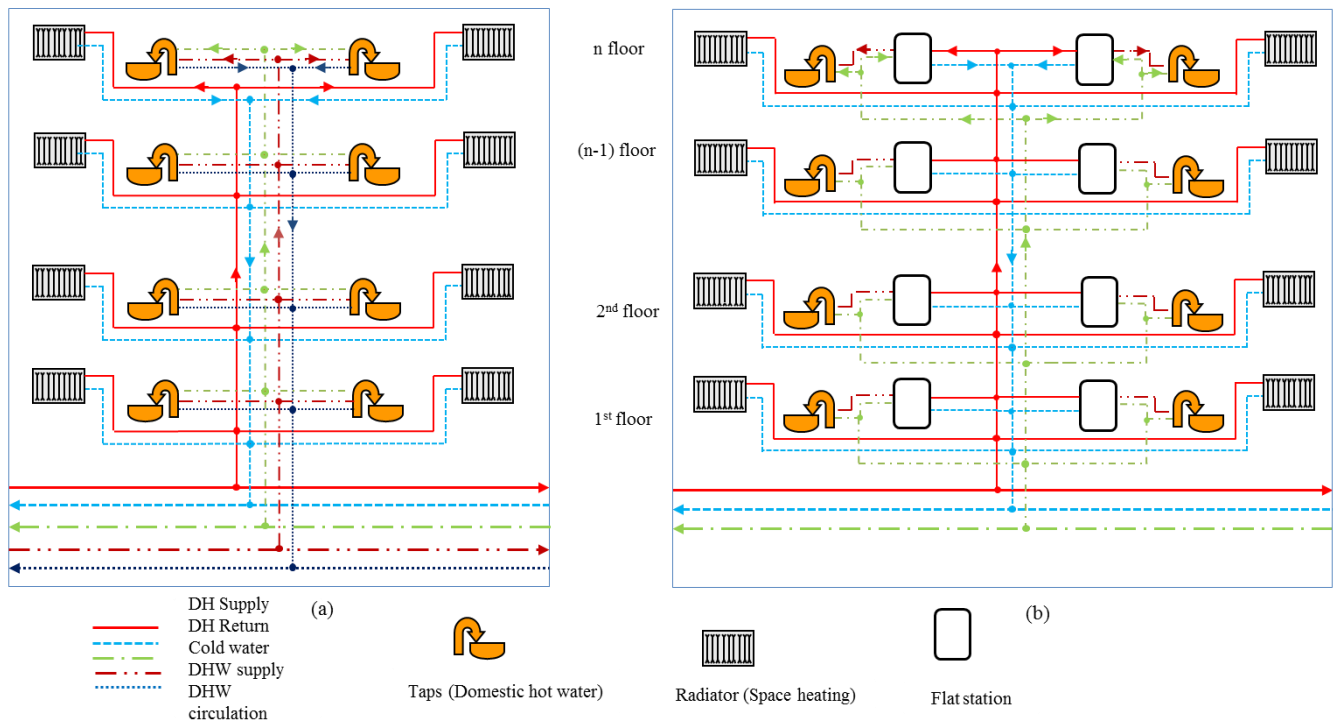 n floor
(n-1) floor
2nd floor
1st floor
(a)
(b)
DH Supply
DH Return
Cold water
DHW supply
DHW
circulation
Taps (Domestic hot water)
Radiator (Space heating)
Flat station